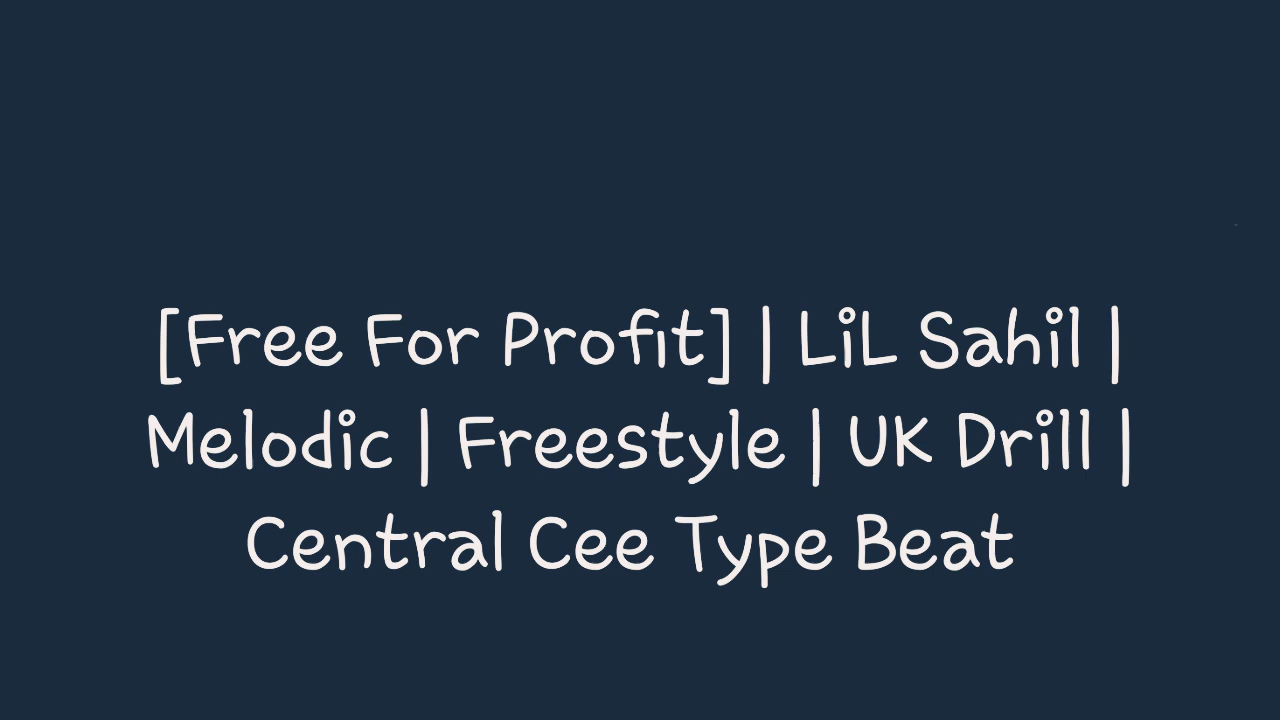 [Free For Profit] | LiL Sahil |
Melodic | Freestyle | UK Drill |
Central Cee Type Beat